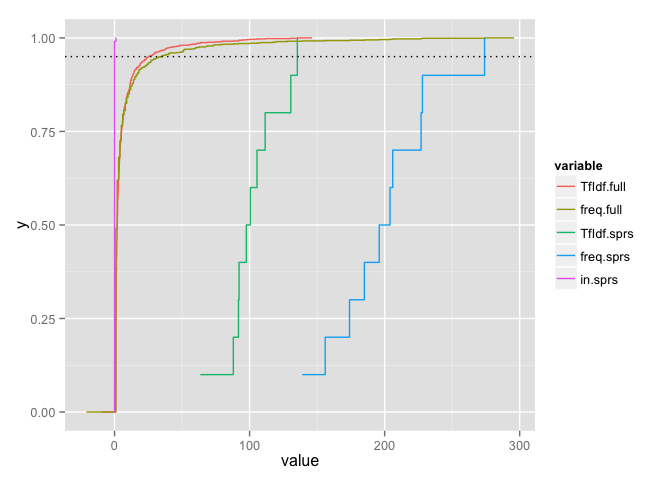 1.00
0.75
0.50
0.25
0.00
y
0
100
200
300
value
variable
TfIdf.full
freq.full
TfIdf.sprs
freq.sprs
in.sprs